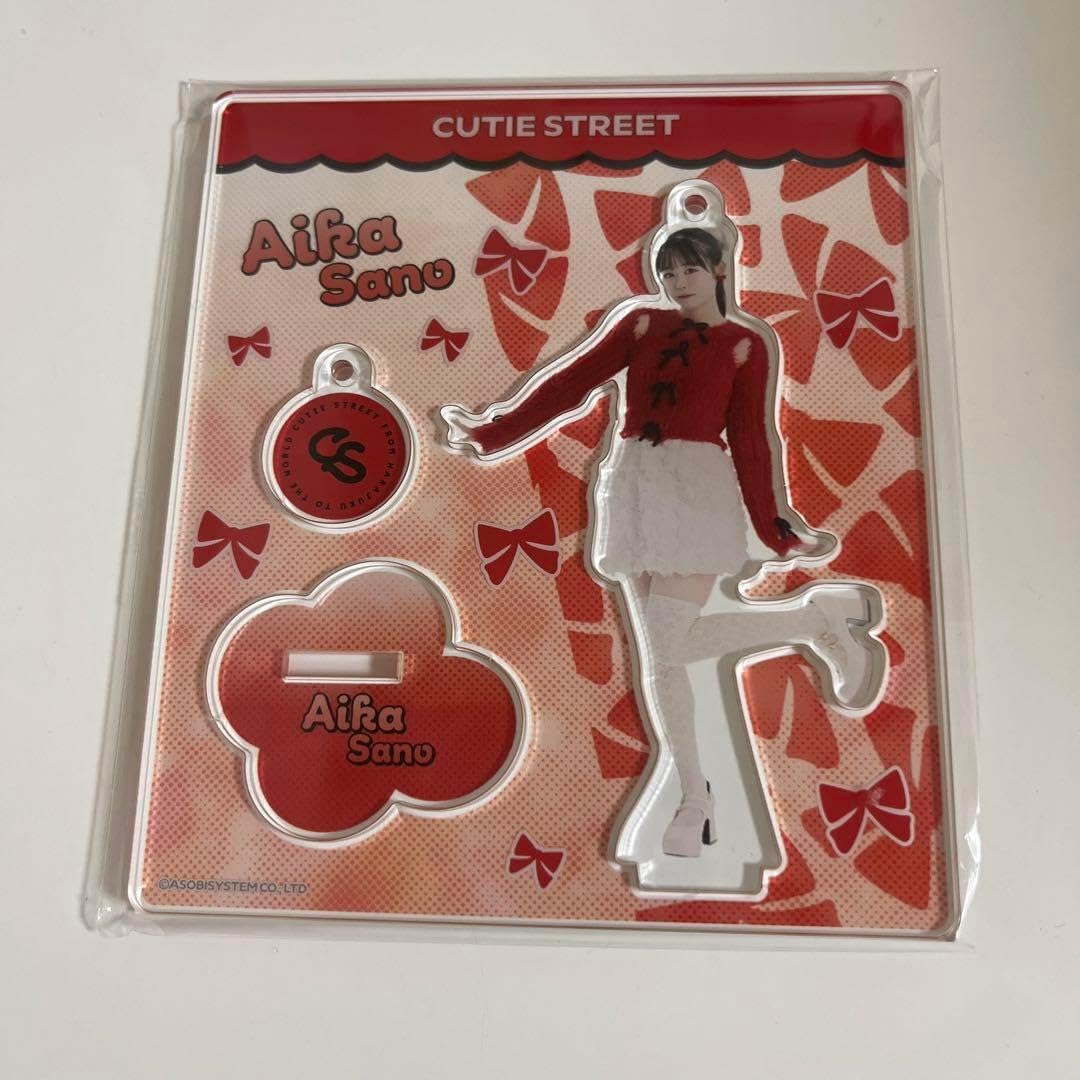 CUTIE STREET
Aika
Sano
CUTIE STREET FROM HARAJUKU TO THE WORLD
CS
Aika
Sano
©ASOBISYSTEM CO.,LTD